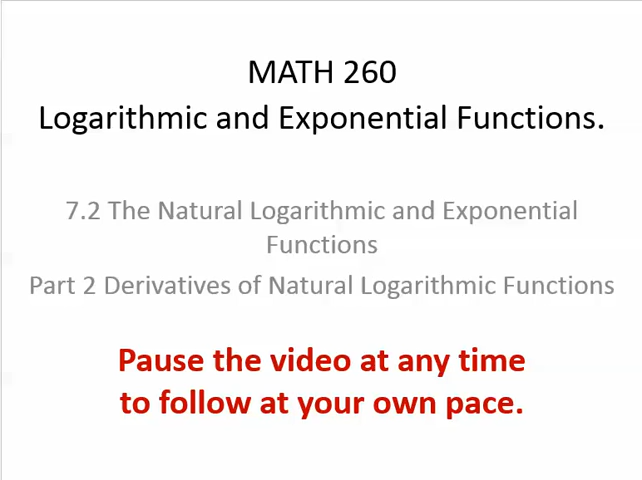 MATH 260
Logarithmic and Exponential Functions.
7.2 The Natural Logarithmic and Exponential
Functions
Part 2 Derivatives of Natural Logarithmic Functions
Pause the video at any time
to follow at your own pace.